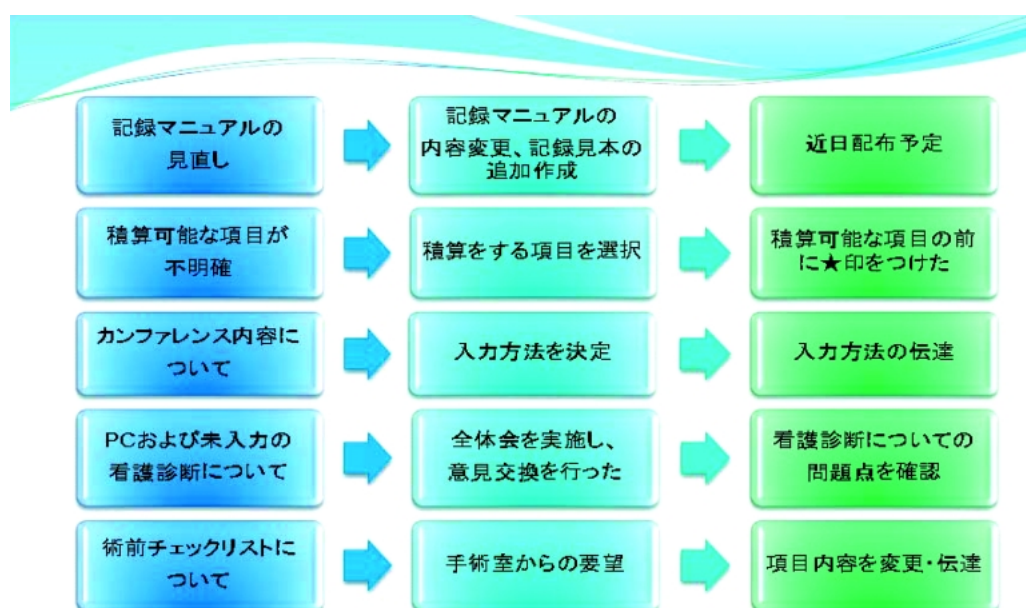 記録マニュアルの
見直し
記録マニュアルの
内容変更、記録見本の
追加作成
近日配布予定
積算可能な項目が
不明確
積算をする項目を選択
積算可能な項目の前
に★印をつけた
カンファレンス内容に
ついて
入力方法を決定
入力方法の伝達
PCおよび未入力の
看護診断について
全体会を実施し、
意見交換を行った
看護診断についての
問題点を確認
術前チェックリストに
ついて
手術室からの要望
項目内容を変更・伝達